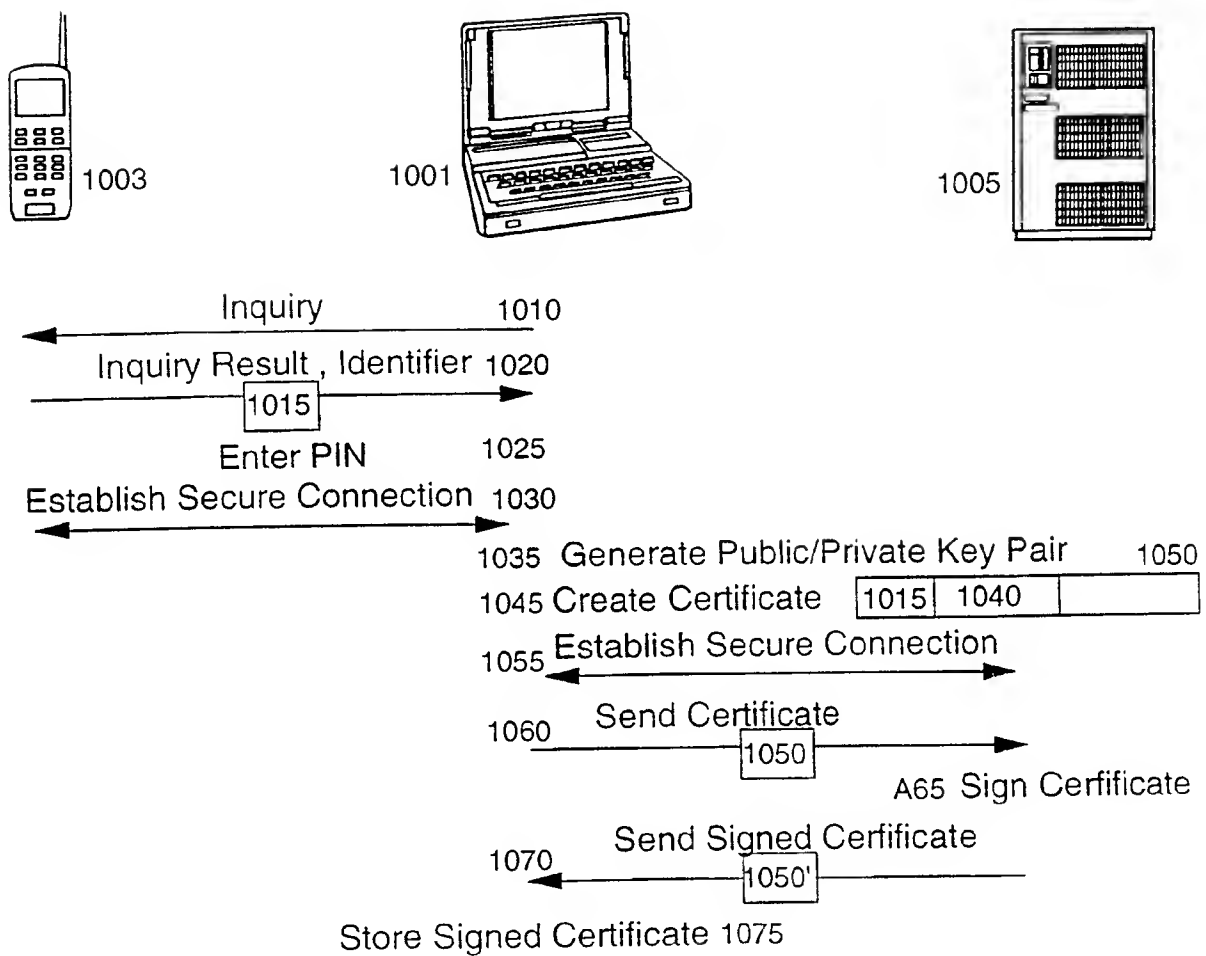 1003
1001
1005
Inquiry 1010
Inquiry Result , Identifier 1020
1015
Enter PIN 1025
Establish Secure Connection 1030
1035 Generate Public/Private Key Pair 1050
1045 Create Certificate 1015 1040
1055 Establish Secure Connection
1060 Send Certificate
1050
A65 Sign Cerfificate
Send Signed Cerfificate
1070
1050'
Store Signed Certificate 1075